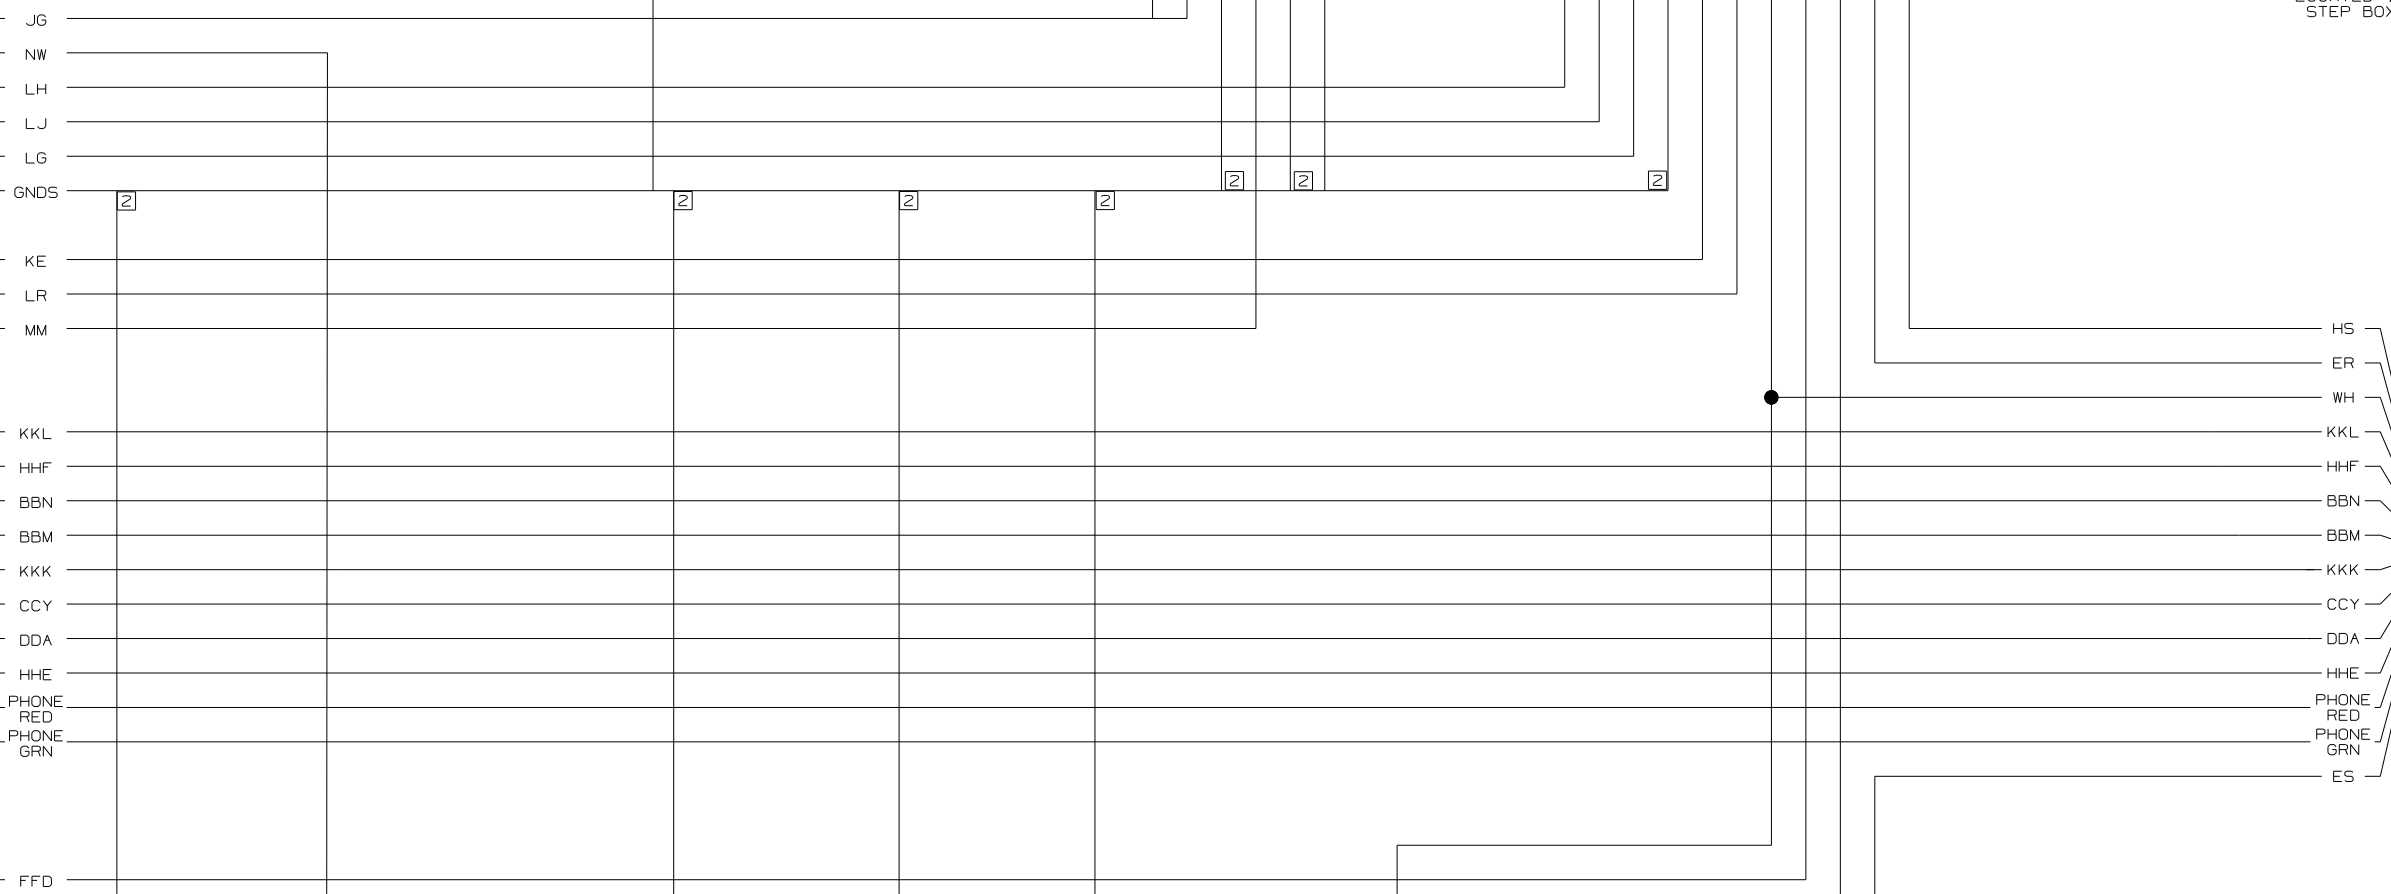 JG
STEP BOX
NW
LH
LJ
LG
2
2
2
GNDS
2
2
2
2
KE
LR
MM
HS
ER
WH
KKL
KKL
HHF
HHF
BBN
BBN
BBM
BBM
KKK
KKK
CCY
CCY
DDA
DDA
HHE
HHE
PHONE
RED
PHONE
RED
PHONE
GRN
PHONE
GRN
ES
FFD